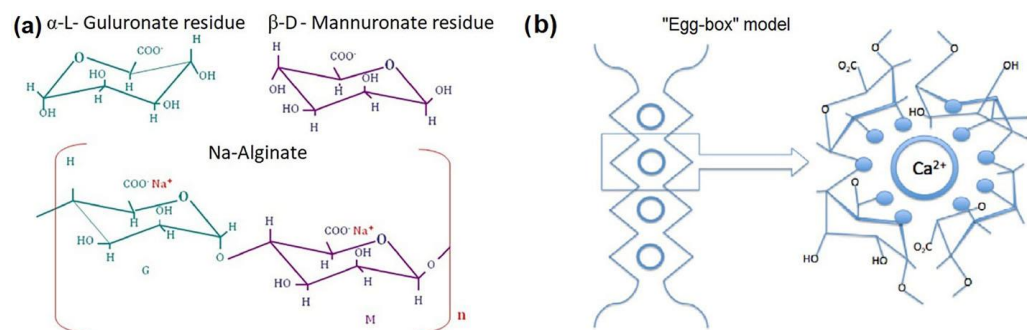 (a) α-L- Guluronate residue
β-D - Mannuronate residue
H
COO⁻
O
H
HO
H
OH
H
OH
OH
H
H
H
COO⁻
O
H
OH
OH
H
HO
H
OH
H
Na-Alginate
H
COO⁻Na⁺
O
H
OH
H
HO
H
O
G
H
COO⁻Na⁺
O
H
OH
H
HO
H
H
O
M
n
(b) "Egg-box" model
O
O
O₂C
O
OH
HO
O
Ca²⁺
O
O
O₂C
HO
HO
O
O
O